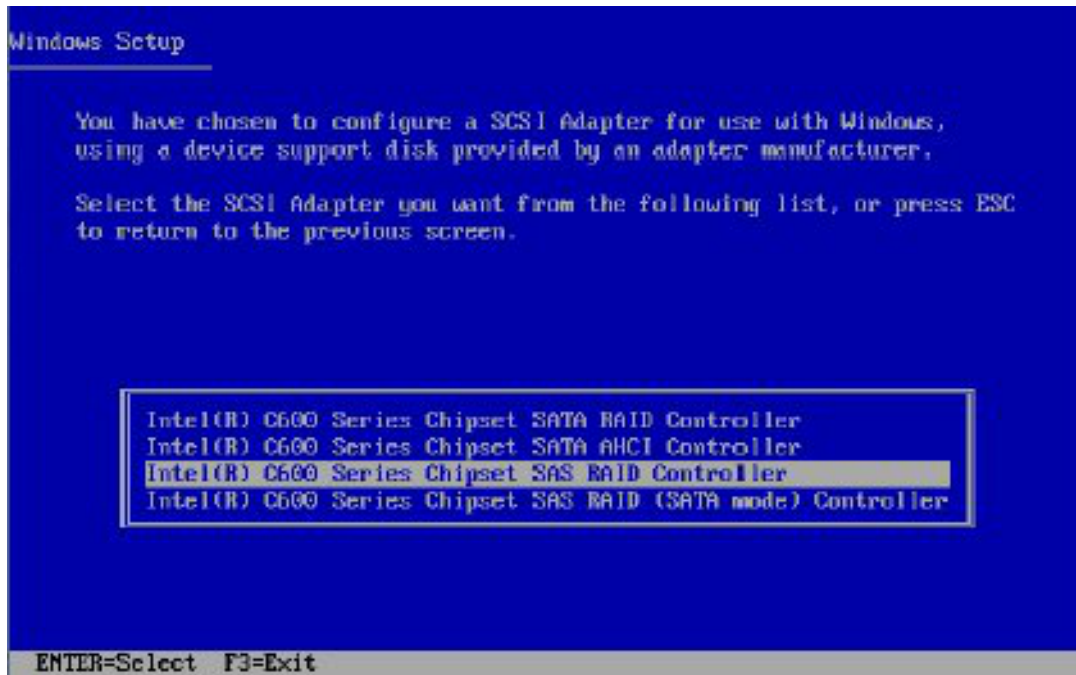 Windows Setup
You have chosen to configure a SCSI Adapter for use with Windows,
using a device support disk provided by an adapter manufacturer.
Select the SCSI Adapter you want from the following list, or press ESC
to return to the previous screen.
Intel(R) C600 Series Chipset SATA RAID Controller
Intel(R) C600 Series Chipset SATA AHCI Controller
Intel(R) C600 Series Chipset SAS RAID Controller
Intel(R) C600 Series Chipset SAS RAID (SATA mode) Controller
ENTER=Select F3=Exit